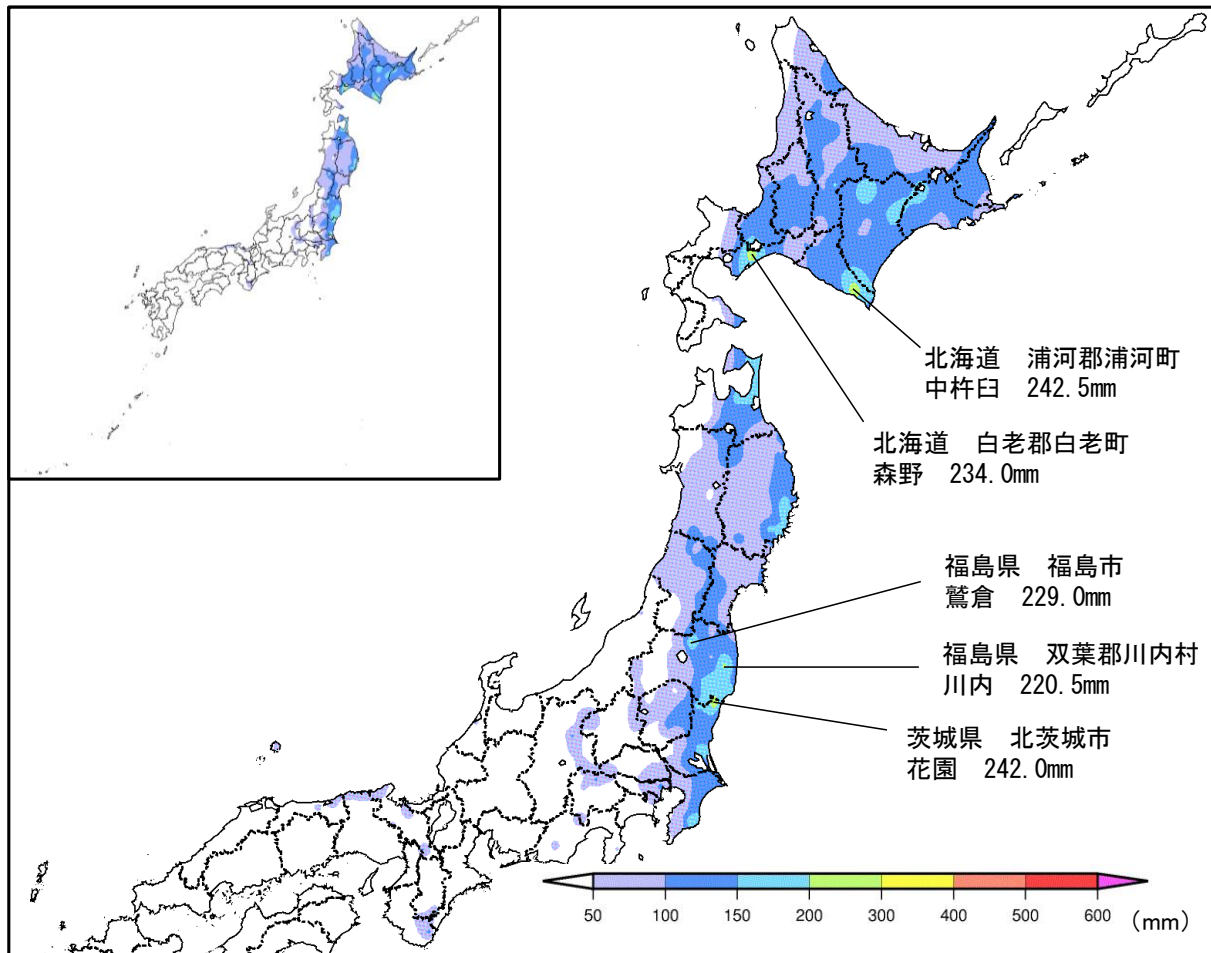 北海道 浦河郡浦河町
中杵臼 242.5mm
北海道 白老郡白老町
森野 234.0mm
福島県 福島市
鷲倉 229.0mm
福島県 双葉郡川内村
川内 220.5mm
茨城県 北茨城市
花園 242.0mm
50 100 150 200 300 400 500 600 (mm)